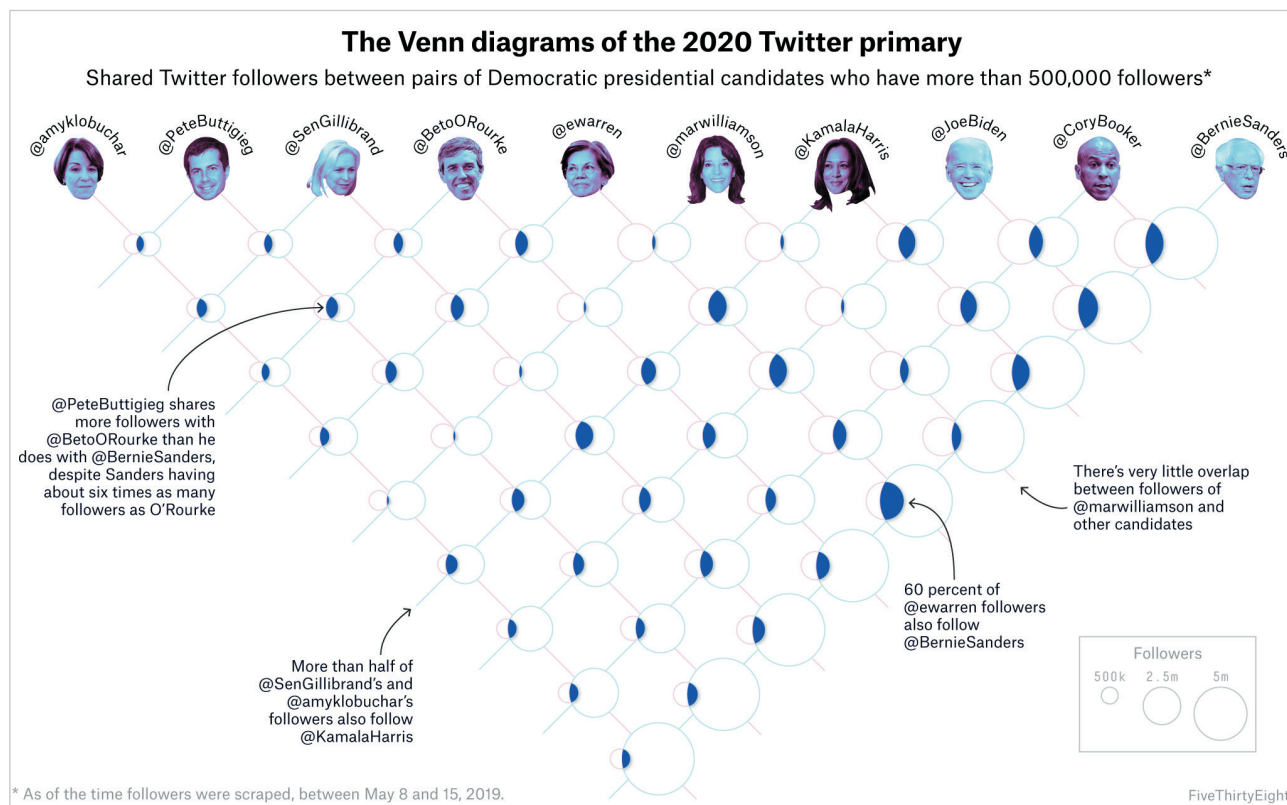 The Venn diagrams of the 2020 Twitter primary
Shared Twitter followers between pairs of Democratic presidential candidates who have more than 500,000 followers*
@amyklobuchar
@PeteButtigieg
@SenGillibrand
@BetoORourke
@ewarren
@marwilliamson
@KamalaHarris
@JoeBiden
@CoryBooker
@BernieSanders
@PeteButtigieg shares
more followers with
@BetoORourke than he
does with @BernieSanders,
despite Sanders having
about six times as many
followers as O’Rourke
There’s very little overlap
between followers of
@marwilliamson and
other candidates
60 percent of
@ewarren followers
also follow
@BernieSanders
More than half of
@SenGillibrand’s and
@amyklobuchar’s
followers also follow
@KamalaHarris
Followers
500k 2.5m 5m
* As of the time followers were scraped, between May 8 and 15, 2019.
FiveThirtyEight